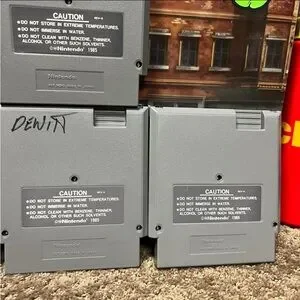 CAUTION REV-A
● DO NOT STORE IN EXTREME TEMPERATURES.
● DO NOT IMMERSE IN WATER.
● DO NOT CLEAN WITH BENZENE, THINNER,
ALCOHOL OR OTHER SUCH SOLVENTS.
©Nintendo® 1985
Nintendo
DEWITT
CAUTION REV-A
● DO NOT STORE IN EXTREME TEMPERATURES.
● DO NOT IMMERSE IN WATER.
● DO NOT CLEAN WITH BENZENE, THINNER,
ALCOHOL OR OTHER SUCH SOLVENTS.
©Nintendo® 1985
CAUTION REV-A
● DO NOT STORE IN EXTREME TEMPERATURES.
● DO NOT IMMERSE IN WATER.
● DO NOT CLEAN WITH BENZENE, THINNER,
ALCOHOL OR OTHER SUCH SOLVENTS.
©Nintendo® 1985